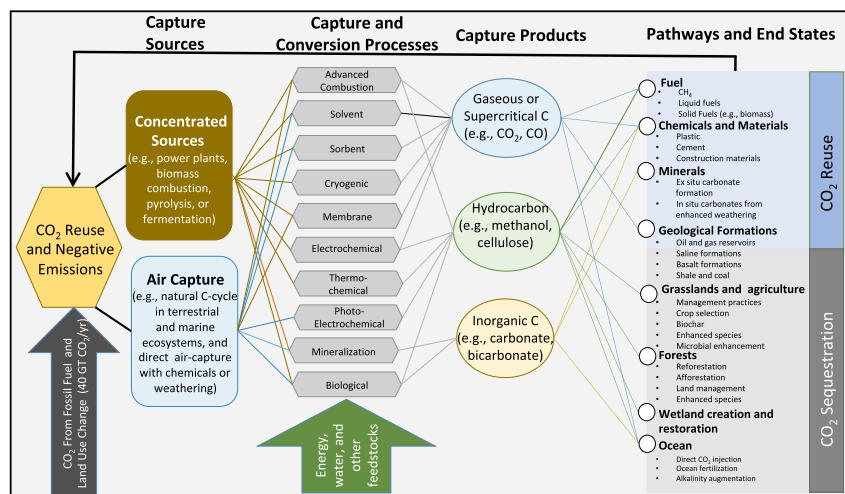 Capture
Sources
Capture and
Conversion Processes
Capture Products
Pathways and End States
CO2 Reuse
and Negative
Emissions
CO2 From Fossil Fuel and
Land Use Change (40 GT CO2/yr)
Concentrated
Sources
(e.g., power plants,
biomass
combustion,
pyrolysis, or
fermentation)
Air Capture
(e.g., natural C-cycle
in terrestrial
and marine
ecosystems, and
direct air-capture
with chemicals or
weathering)
Advanced
Combustion
Solvent
Sorbent
Cryogenic
Membrane
Electrochemical
Thermo-
chemical
Photo-
Electrochemical
Mineralization
Biological
Energy,
water, and
other
feedstocks
Gaseous or
Supercritical C
(e.g., CO2, CO)
Hydrocarbon
(e.g., methanol,
cellulose)
Inorganic C
(e.g., carbonate,
bicarbonate)
Fuel
• CH4
• Liquid fuels
• Solid Fuels (e.g., biomass)
Chemicals and Materials
• Plastic
• Cement
• Construction materials
Minerals
• Ex situ carbonate
formation
• In situ carbonates from
enhanced weathering
Geological Formations
• Oil and gas reservoirs
• Saline formations
• Basalt formations
• Shale and coal
Grasslands and agriculture
• Management practices
• Crop selection
• Biochar
• Enhanced species
• Microbial enhancement
Forests
• Reforestation
• Afforestation
• Land management
• Enhanced species
Wetland creation and
restoration
Ocean
• Direct CO2 injection
• Ocean fertilization
• Alkalinity augmentation
CO2 Reuse
CO2 Sequestration